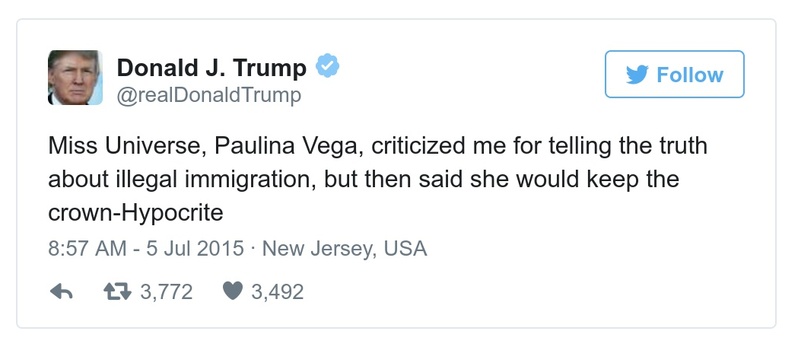 Donald J. Trump
Follow
@realDonaldTrump
Miss Universe, Paulina Vega, criticized me for telling the truth
about illegal immigration, but then said she would keep the
crown-Hypocrite
8:57 AM - 5 Jul 2015 · New Jersey, USA
3,772 3,492